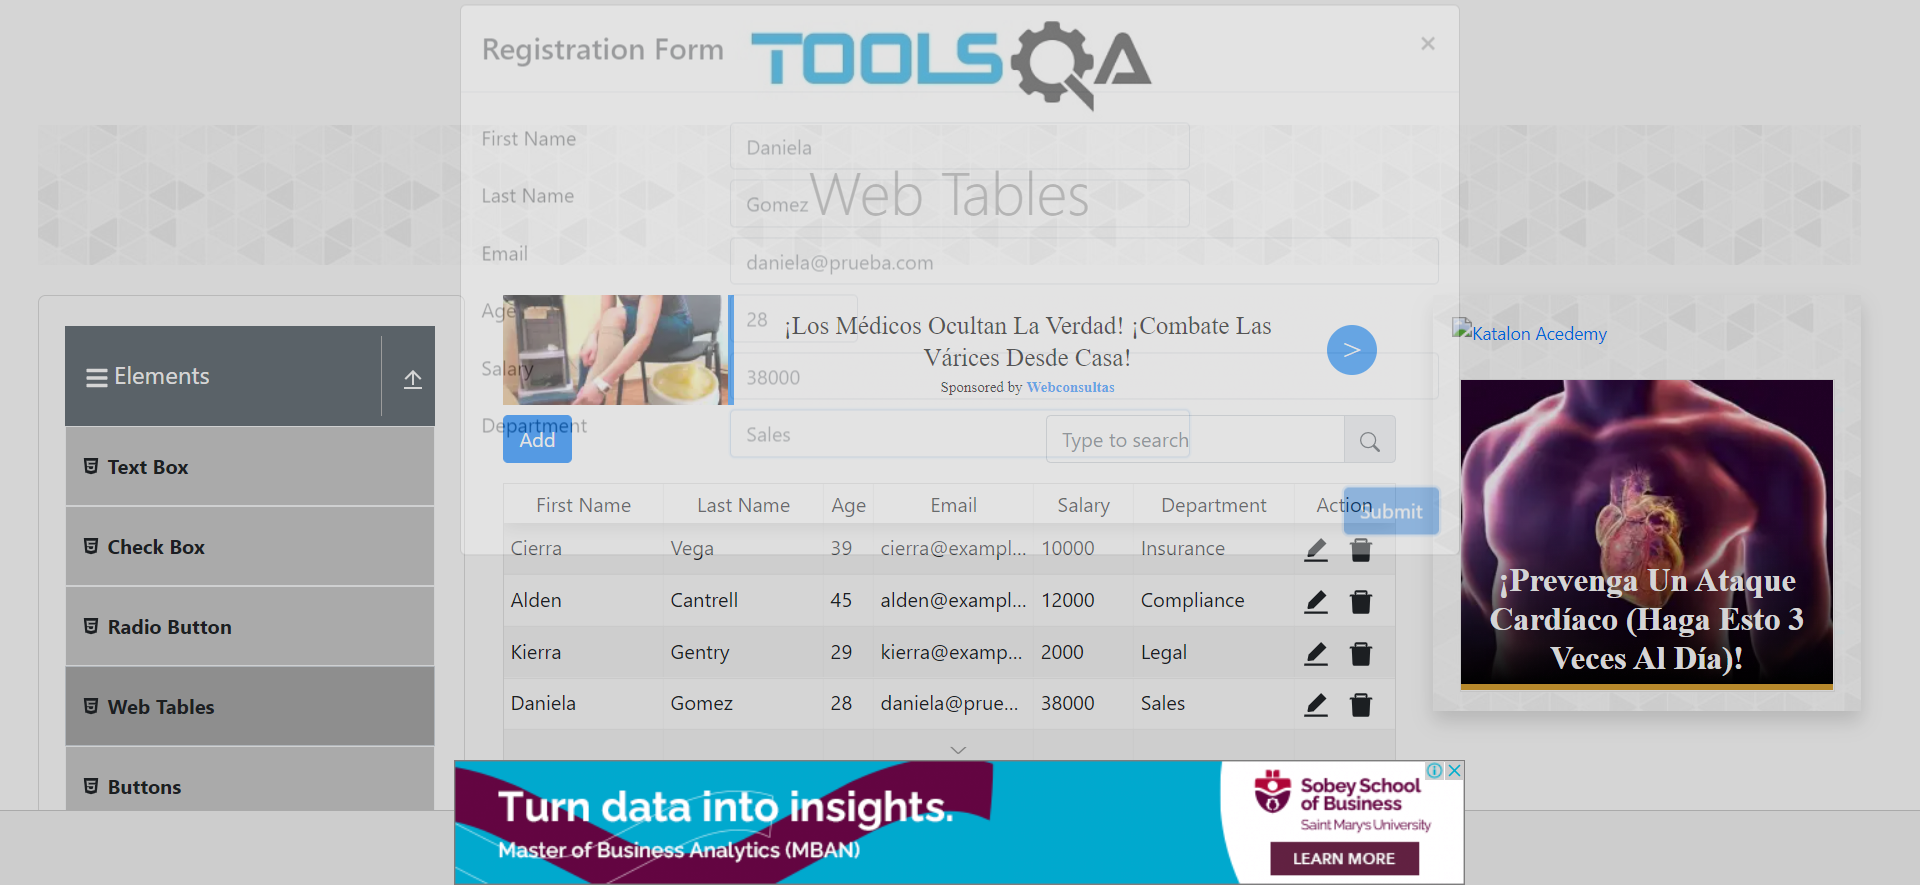 Registration Form
TOOLSQA
×
First Name
Daniela
Last Name
Gomez
Web Tables
Email
daniela@prueba.com
Age
28
Salary
38000
Department
Sales
Submit
¡Los Médicos Ocultan La Verdad! ¡Combate Las
Várices Desde Casa!
Sponsored by Webconsultas
>
Katalon Acedemy
Elements
Text Box
Check Box
Radio Button
Web Tables
Buttons
Add
Type to search
First Name Last Name Age Email Salary Department Action
Cierra Vega 39 cierra@exampl... 10000 Insurance
Alden Cantrell 45 alden@exampl... 12000 Compliance
Kierra Gentry 29 kierra@examp... 2000 Legal
Daniela Gomez 28 daniela@prue... 38000 Sales
¡Prevenga Un Ataque
Cardíaco (Haga Esto 3
Veces Al Día)!
Turn data into insights.
Master of Business Analytics (MBAN)
Sobey School
of Business
Saint Mary's University
LEARN MORE